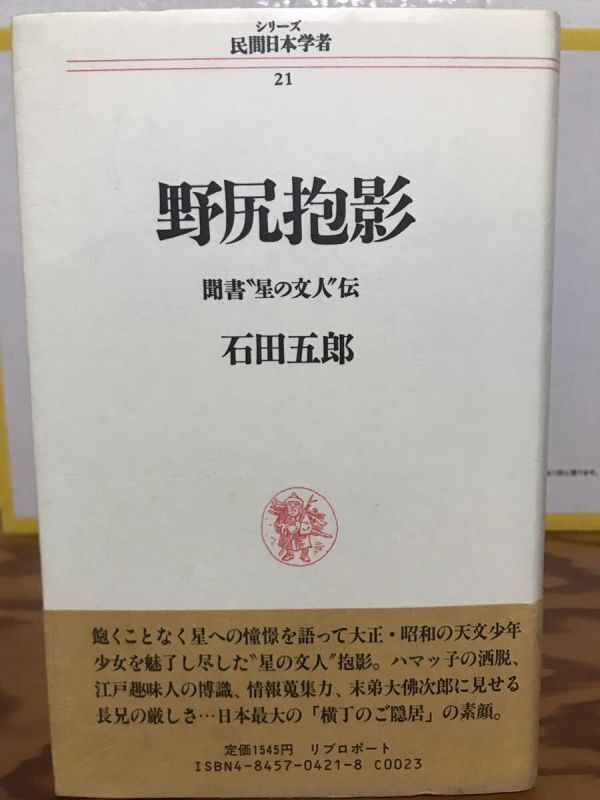 シリーズ
民間日本学者
21
野尻抱影
聞書〝星の文人〟伝
石田五郎
飽くことなく星への憧憬を語って大正・昭和の天文少年
少女を魅了し尽した〝星の文人〟抱影。ハマッ子の洒脱、
江戸趣味人の博識、情報蒐集力、末弟大佛次郎に見せる
長兄の厳しさ…日本最大の「横丁のご隠居」の素顔。
定価1545円 リブロポート
ISBN4-8457-0421-8 C0023